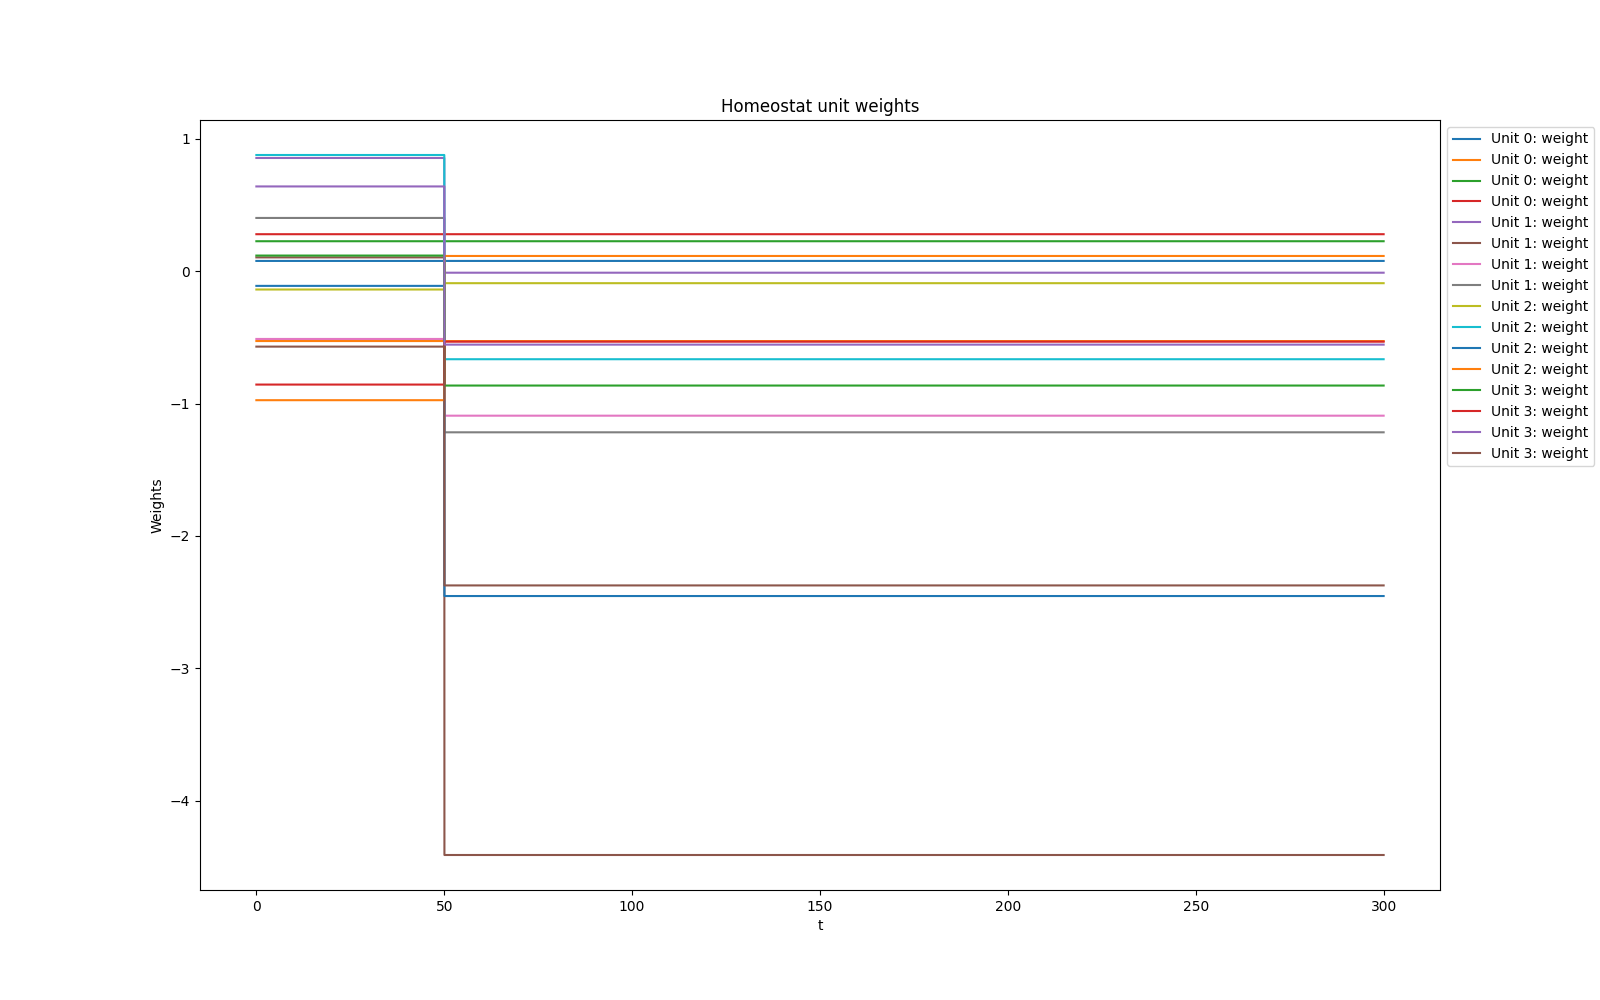 Homeostat unit weights
Weights
1
0
−1
−2
−3
−4
0
50
100
150
200
250
300
t
Unit 0: weight
Unit 0: weight
Unit 0: weight
Unit 0: weight
Unit 1: weight
Unit 1: weight
Unit 1: weight
Unit 1: weight
Unit 2: weight
Unit 2: weight
Unit 2: weight
Unit 2: weight
Unit 3: weight
Unit 3: weight
Unit 3: weight
Unit 3: weight